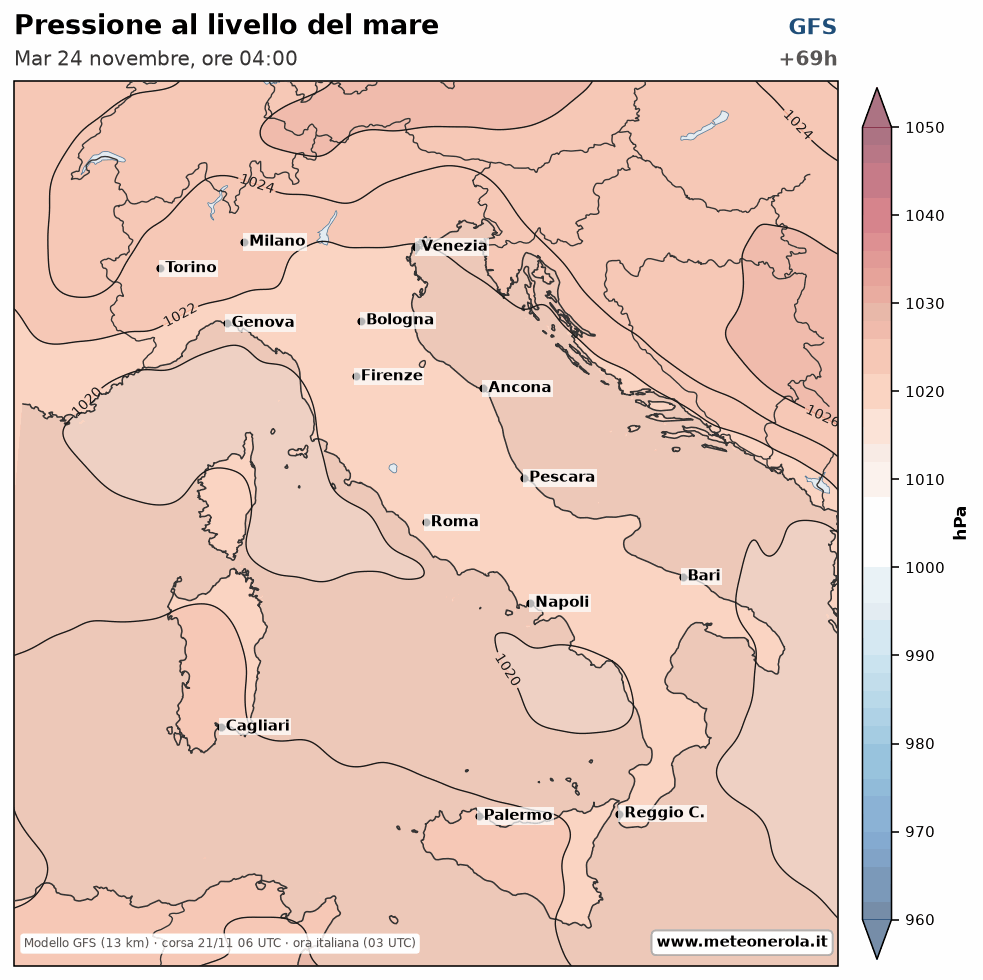 Pressione al livello del mare
GFS
Mar 24 novembre, ore 04:00
+69h
1024
1024
Milano
Venezia
Torino
1022
Genova
Bologna
Firenze
Ancona
1020
1026
Pescara
Roma
Bari
Napoli
1020
Cagliari
Palermo
Reggio C.
Modello GFS (13 km) · corsa 21/11 06 UTC · ora italiana (03 UTC)
www.meteonerola.it
1050
1040
1030
1020
1010
1000
990
980
970
960
hPa